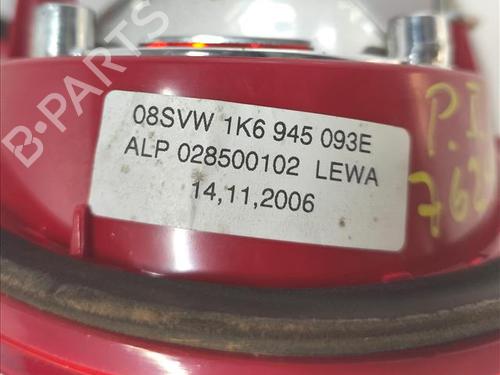 08SVW 1K6 945 093E
ALP 028500102 LEWA
14,11,2006
P.I
B-PARTS